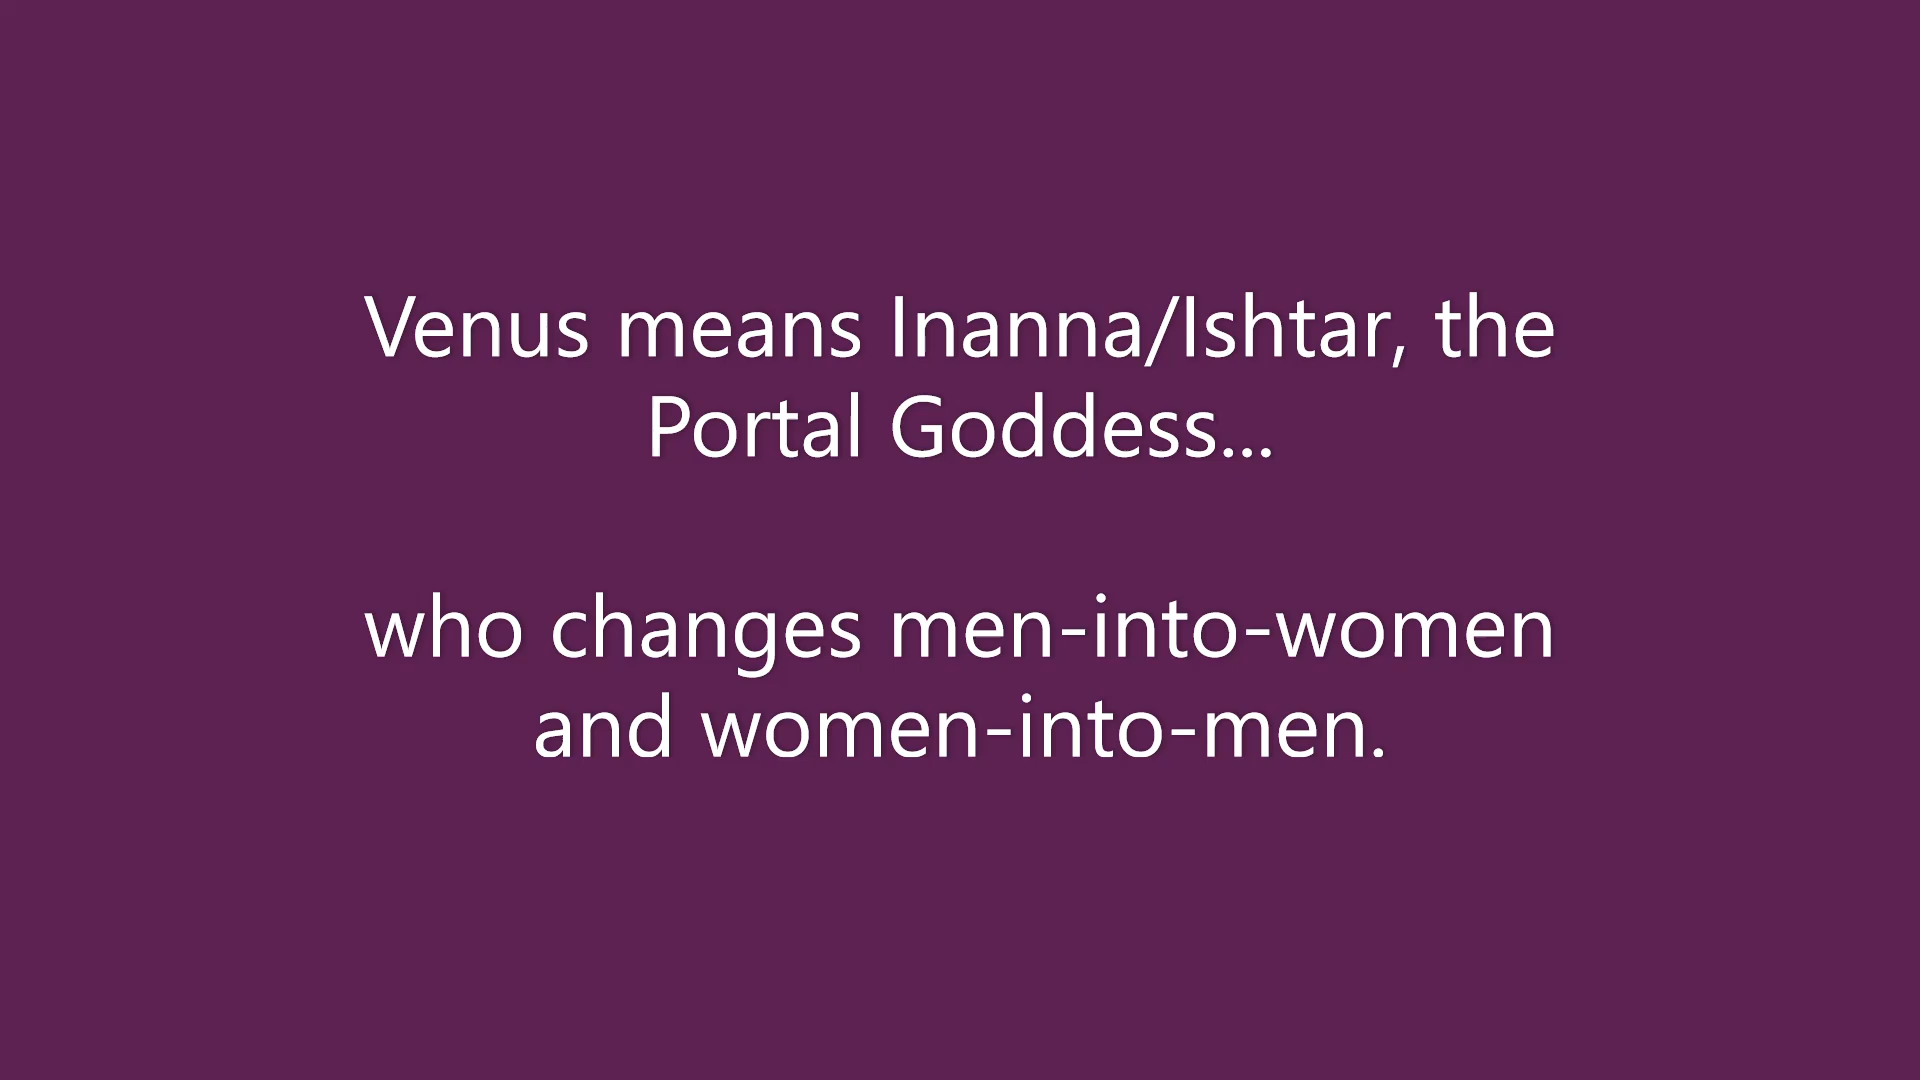 Venus means Inanna/Ishtar, the
Portal Goddess...
who changes men-into-women
and women-into-men.